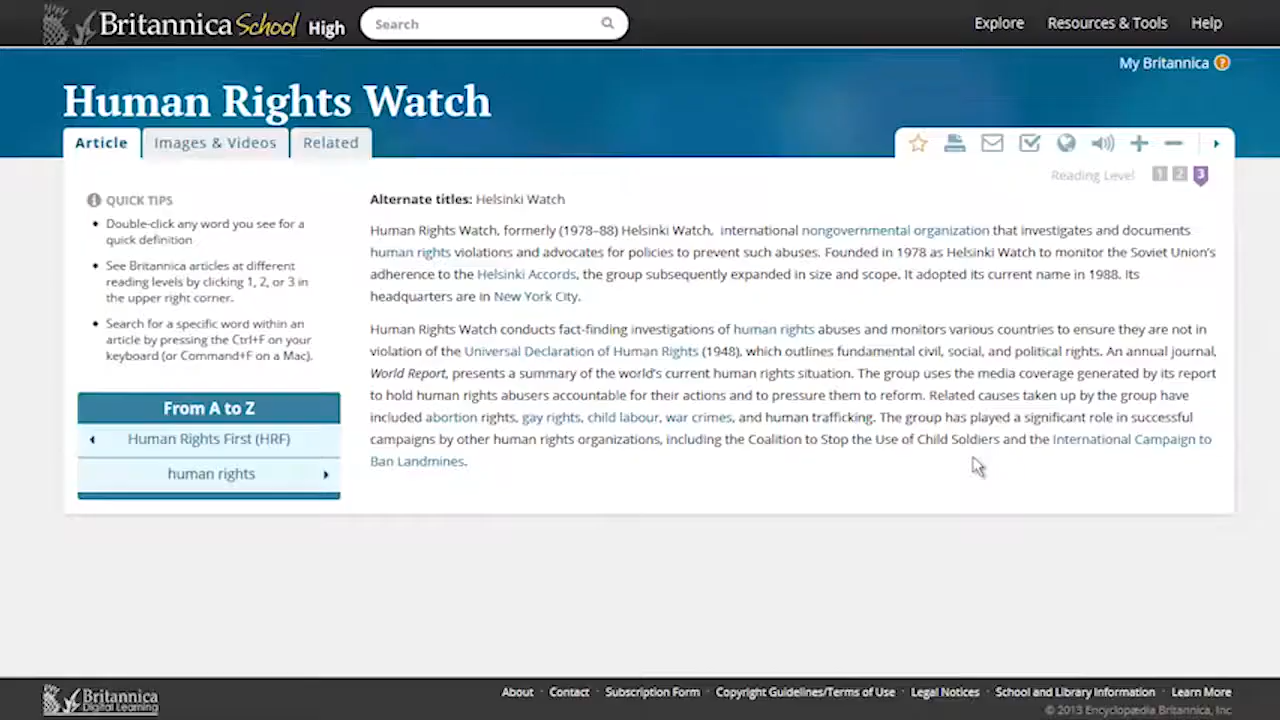 Britannica School High
Search
Explore
Resources & Tools
Help
My Britannica ?
Human Rights Watch
Article
Images & Videos
Related
Reading Level 1 2 3
QUICK TIPS
Double-click any word you see for a
quick definition
See Britannica articles at different
reading levels by clicking 1, 2, or 3 in
the upper right corner.
Search for a specific word within an
article by pressing the Ctrl+F on your
keyboard (or Command+F on a Mac).
From A to Z
Human Rights First (HRF)
human rights
Alternate titles: Helsinki Watch
Human Rights Watch, formerly (1978–88) Helsinki Watch, international nongovernmental organization that investigates and documents
human rights violations and advocates for policies to prevent such abuses. Founded in 1978 as Helsinki Watch to monitor the Soviet Union's
adherence to the Helsinki Accords, the group subsequently expanded in size and scope. It adopted its current name in 1988. Its
headquarters are in New York City.
Human Rights Watch conducts fact-finding investigations of human rights abuses and monitors various countries to ensure they are not in
violation of the Universal Declaration of Human Rights (1948), which outlines fundamental civil, social, and political rights. An annual journal,
World Report, presents a summary of the world's current human rights situation. The group uses the media coverage generated by its report
to hold human rights abusers accountable for their actions and to pressure them to reform. Related causes taken up by the group have
included abortion rights, gay rights, child labour, war crimes, and human trafficking. The group has played a significant role in successful
campaigns by other human rights organizations, including the Coalition to Stop the Use of Child Soldiers and the International Campaign to
Ban Landmines.
Britannica
Digital Learning
About · Contact · Subscription Form · Copyright Guidelines/Terms of Use · Legal Notices · School and Library Information · Learn More
© 2013 Encyclopædia Britannica, Inc